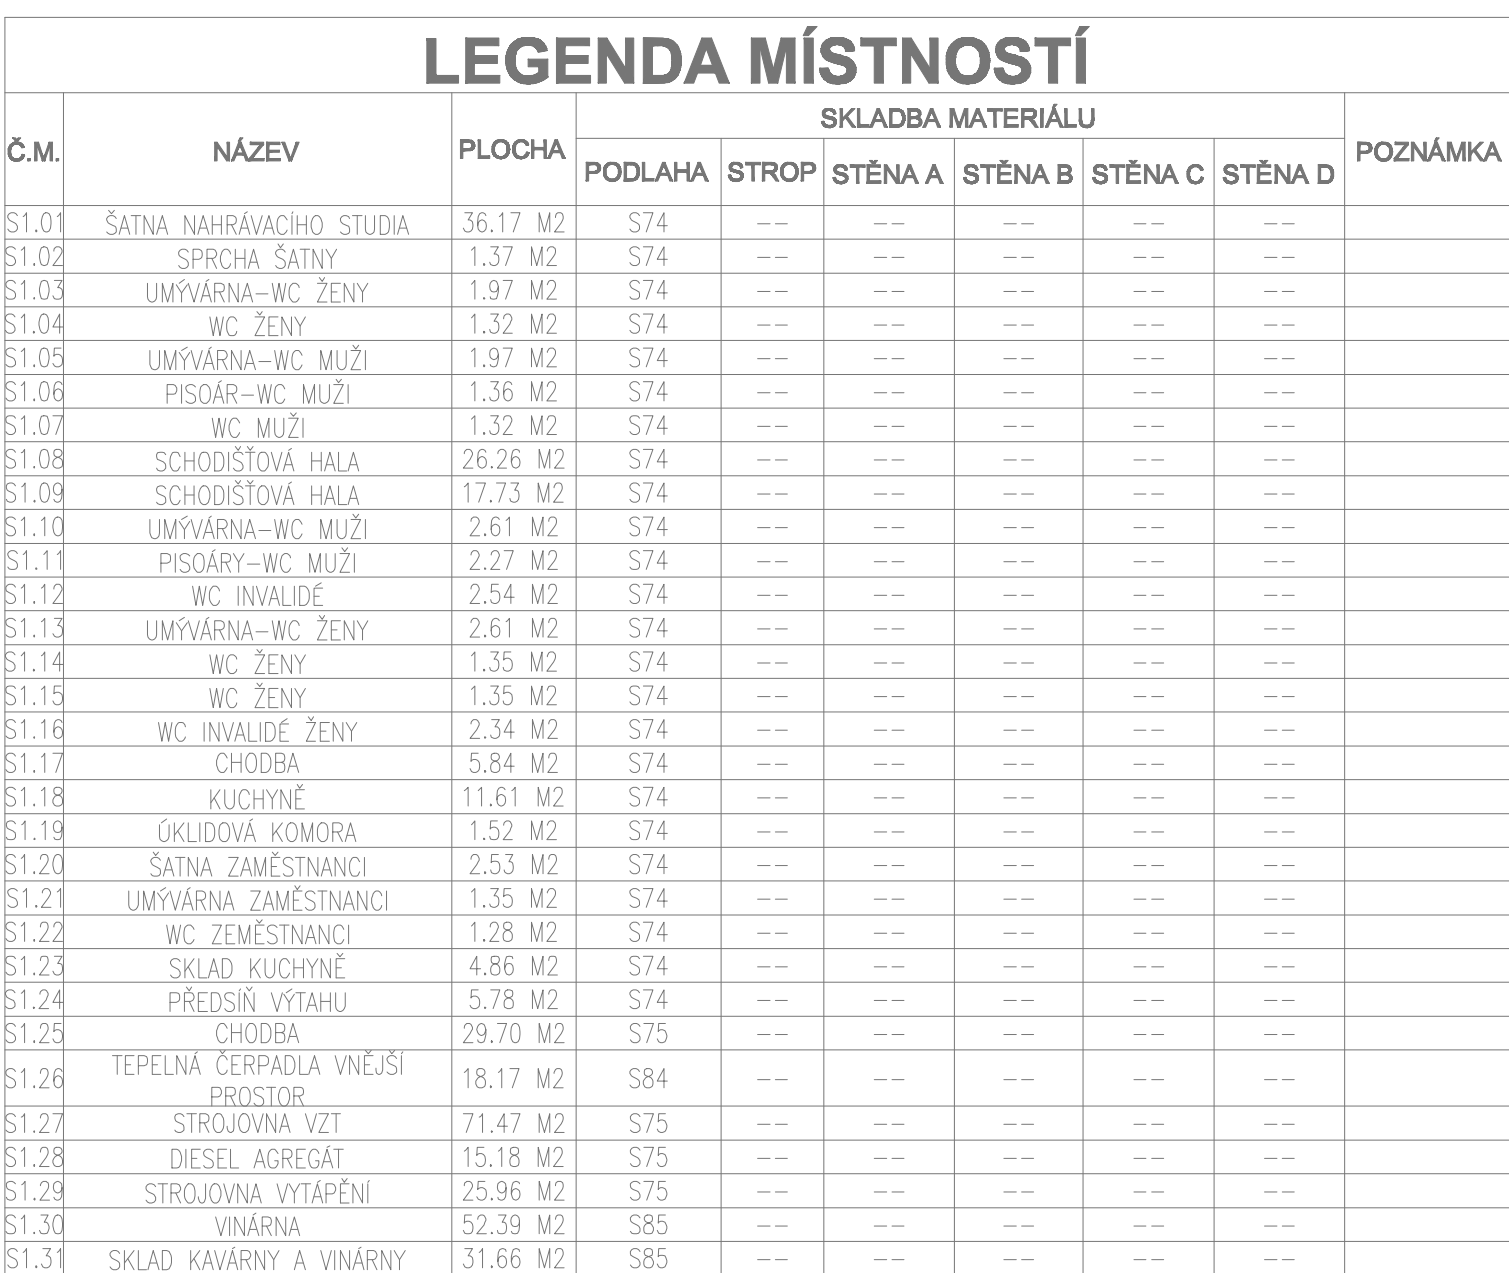 LEGENDA MÍSTNOSTÍ
Č.M. NÁZEV PLOCHA SKLADBA MATERIÁLU POZNÁMKA
PODLAHA STROP STĚNA A STĚNA B STĚNA C STĚNA D
S1.01 ŠATNA NAHRÁVACÍHO STUDIA 36.17 M2 S74 -- -- -- -- --
S1.02 SPRCHA ŠATNY 1.37 M2 S74 -- -- -- -- --
S1.03 UMÝVÁRNA-WC ŽENY 1.97 M2 S74 -- -- -- -- --
S1.04 WC ŽENY 1.32 M2 S74 -- -- -- -- --
S1.05 UMÝVÁRNA-WC MUŽI 1.97 M2 S74 -- -- -- -- --
S1.06 PISOÁR-WC MUŽI 1.36 M2 S74 -- -- -- -- --
S1.07 WC MUŽI 1.32 M2 S74 -- -- -- -- --
S1.08 SCHODIŠŤOVÁ HALA 26.26 M2 S74 -- -- -- -- --
S1.09 SCHODIŠŤOVÁ HALA 17.73 M2 S74 -- -- -- -- --
S1.10 UMÝVÁRNA-WC MUŽI 2.61 M2 S74 -- -- -- -- --
S1.11 PISOÁRY-WC MUŽI 2.27 M2 S74 -- -- -- -- --
S1.12 WC INVALIDÉ 2.54 M2 S74 -- -- -- -- --
S1.13 UMÝVÁRNA-WC ŽENY 2.61 M2 S74 -- -- -- -- --
S1.14 WC ŽENY 1.35 M2 S74 -- -- -- -- --
S1.15 WC ŽENY 1.35 M2 S74 -- -- -- -- --
S1.16 WC INVALIDÉ ŽENY 2.34 M2 S74 -- -- -- -- --
S1.17 CHODBA 5.84 M2 S74 -- -- -- -- --
S1.18 KUCHYNĚ 11.61 M2 S74 -- -- -- -- --
S1.19 ÚKLIDOVÁ KOMORA 1.52 M2 S74 -- -- -- -- --
S1.20 ŠATNA ZAMĚSTNANCI 2.53 M2 S74 -- -- -- -- --
S1.21 UMÝVÁRNA ZAMĚSTNANCI 1.35 M2 S74 -- -- -- -- --
S1.22 WC ZEMĚSTNANCI 1.28 M2 S74 -- -- -- -- --
S1.23 SKLAD KUCHYNĚ 4.86 M2 S74 -- -- -- -- --
S1.24 PŘEDSÍŇ VÝTAHU 5.78 M2 S74 -- -- -- -- --
S1.25 CHODBA 29.70 M2 S75 -- -- -- -- --
S1.26 TEPELNÁ ČERPADLA VNĚJŠÍ
PROSTOR 18.17 M2 S84 -- -- -- -- --
S1.27 STROJOVNA VZT 71.47 M2 S75 -- -- -- -- --
S1.28 DIESEL AGREGÁT 15.18 M2 S75 -- -- -- -- --
S1.29 STROJOVNA VYTÁPĚNÍ 25.96 M2 S75 -- -- -- -- --
S1.30 VINÁRNA 52.39 M2 S85 -- -- -- -- --
S1.31 SKLAD KAVÁRNY A VINÁRNY 31.66 M2 S85 -- -- -- -- --